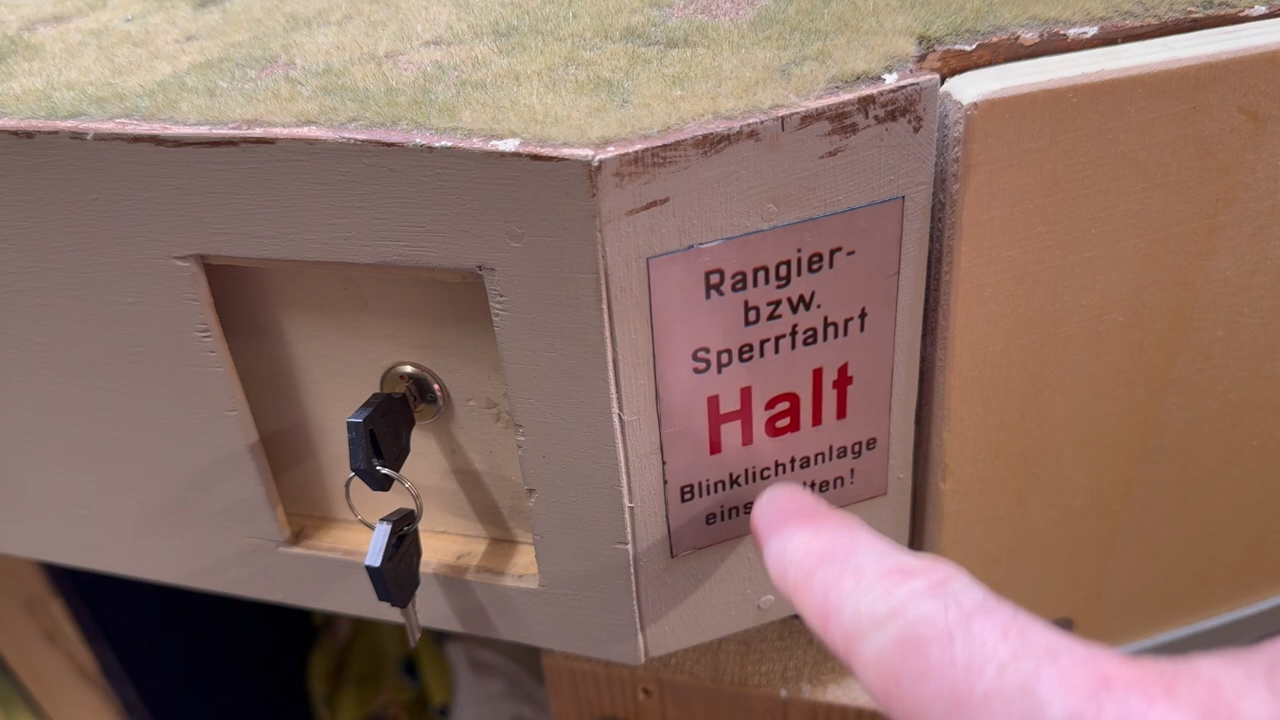 Rangier-
bzw.
Sperrfahrt
Halt
Blinklichtanlage